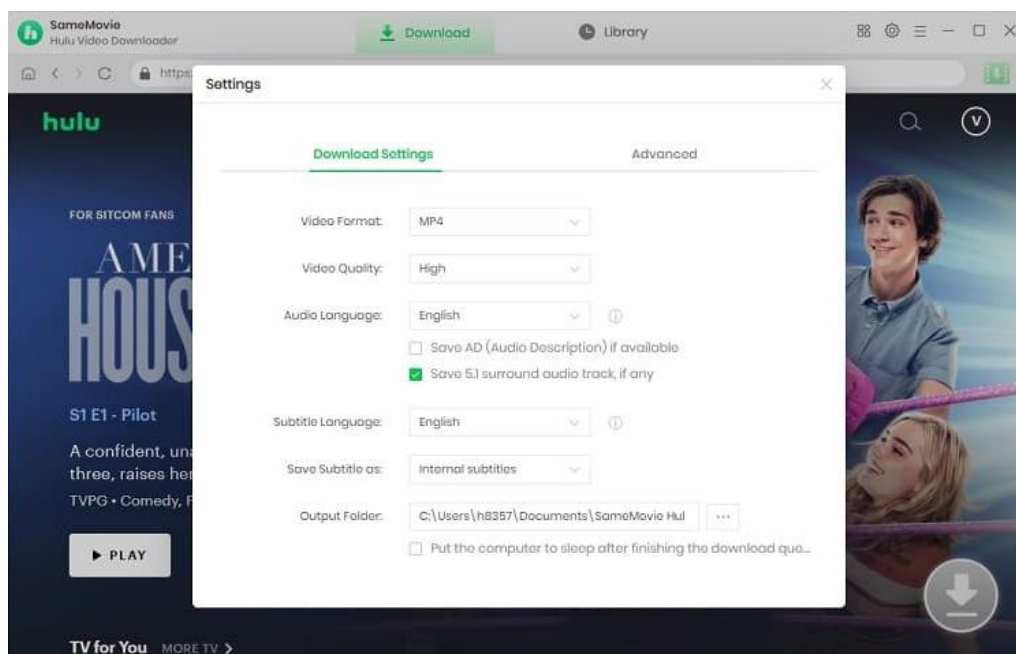 SameMovie
Hulu Video Downloader
Download
Library
https:
Settings
hulu
V
Download Settings
Advanced
FOR SITCOM FANS
AME
HOUS
Video Format:
MP4
Video Quality:
High
Audio Language:
English
Save AD (Audio Description) if available
Save 5.1 surround audio track, if any
S1 E1 - Pilot
Subtitle Language:
English
A confident, una
three, raises her
Save Subtitle as:
Internal subtitles
TVPG • Comedy, F
Output Folder:
C:\Users\h8357\Documents\SameMovie Hul
...
Put the computer to sleep after finishing the download que...
PLAY
TV for You MORE TV >